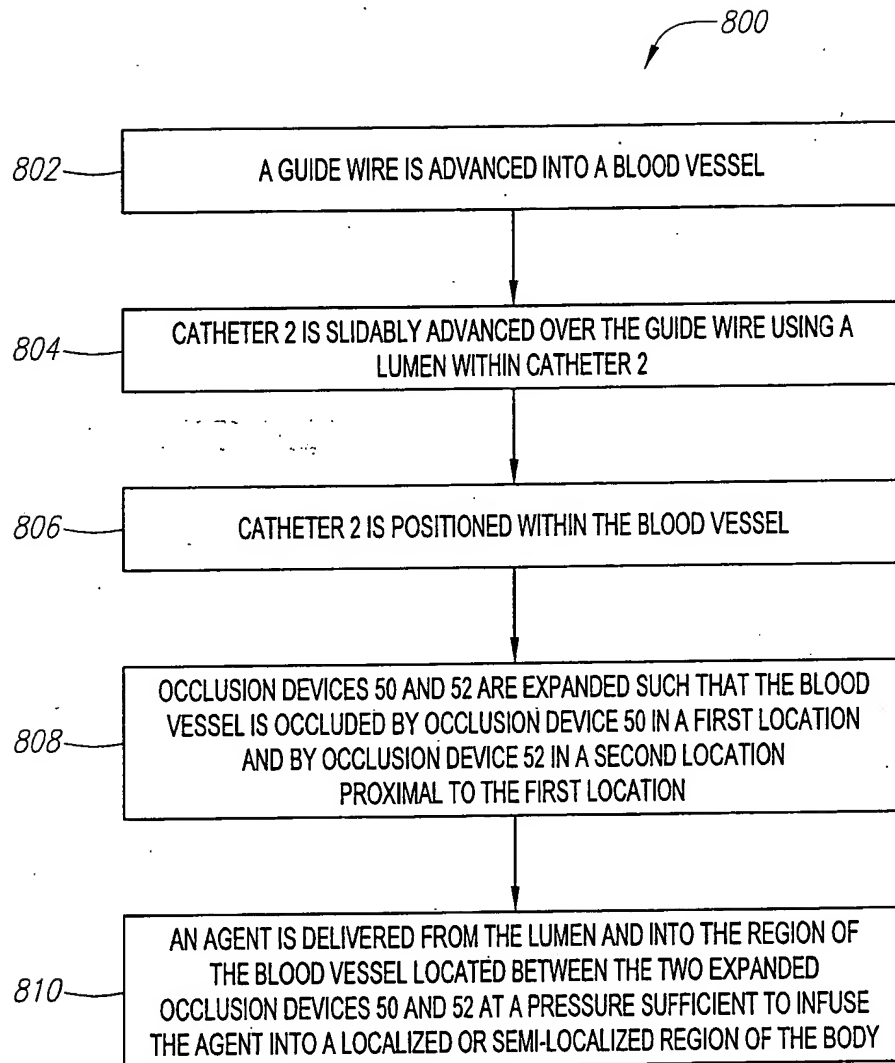 800
802
A GUIDE WIRE IS ADVANCED INTO A BLOOD VESSEL
804
CATHETER 2 IS SLIDABLY ADVANCED OVER THE GUIDE WIRE USING A
LUMEN WITHIN CATHETER 2
806
CATHETER 2 IS POSITIONED WITHIN THE BLOOD VESSEL
808
OCCLUSION DEVICES 50 AND 52 ARE EXPANDED SUCH THAT THE BLOOD
VESSEL IS OCCLUDED BY OCCLUSION DEVICE 50 IN A FIRST LOCATION
AND BY OCCLUSION DEVICE 52 IN A SECOND LOCATION
PROXIMAL TO THE FIRST LOCATION
810
AN AGENT IS DELIVERED FROM THE LUMEN AND INTO THE REGION OF
THE BLOOD VESSEL LOCATED BETWEEN THE TWO EXPANDED
OCCLUSION DEVICES 50 AND 52 AT A PRESSURE SUFFICIENT TO INFUSE
THE AGENT INTO A LOCALIZED OR SEMI-LOCALIZED REGION OF THE BODY